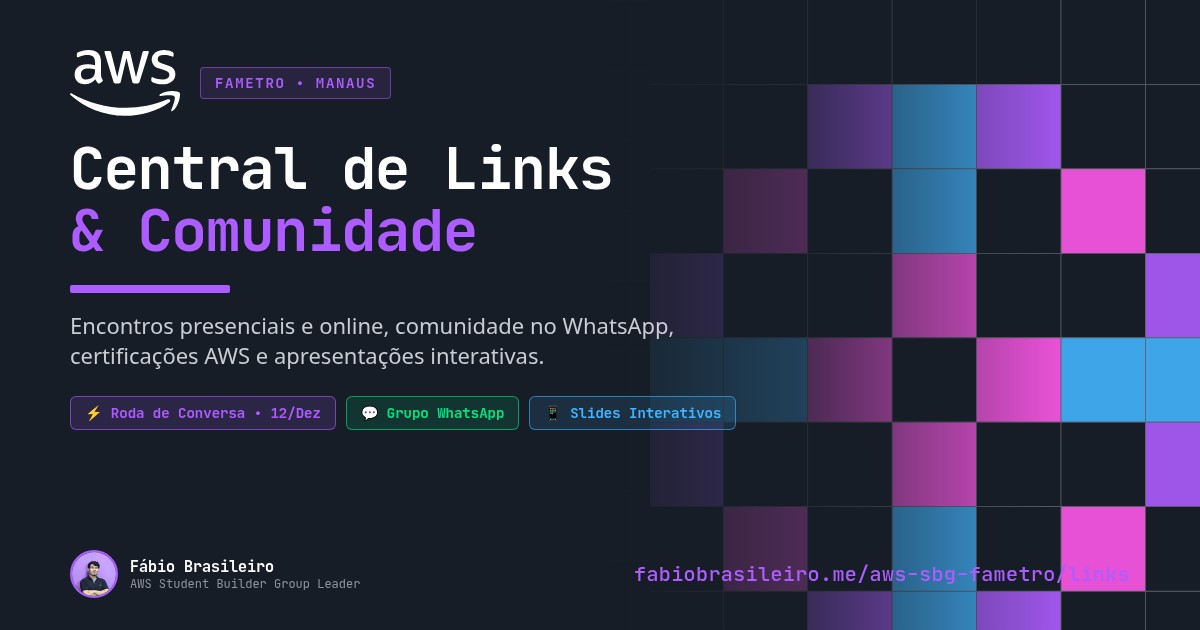 aws
FAMETRO • MANAUS
Central de Links
& Comunidade
Encontros presenciais e online, comunidade no WhatsApp,
certificações AWS e apresentações interativas.
⚡ Roda de Conversa • 12/Dez
💬 Grupo WhatsApp
📱 Slides Interativos
Fábio Brasileiro
AWS Student Builder Group Leader
fabiobrasileiro.me/aws-sbg-fametro/links